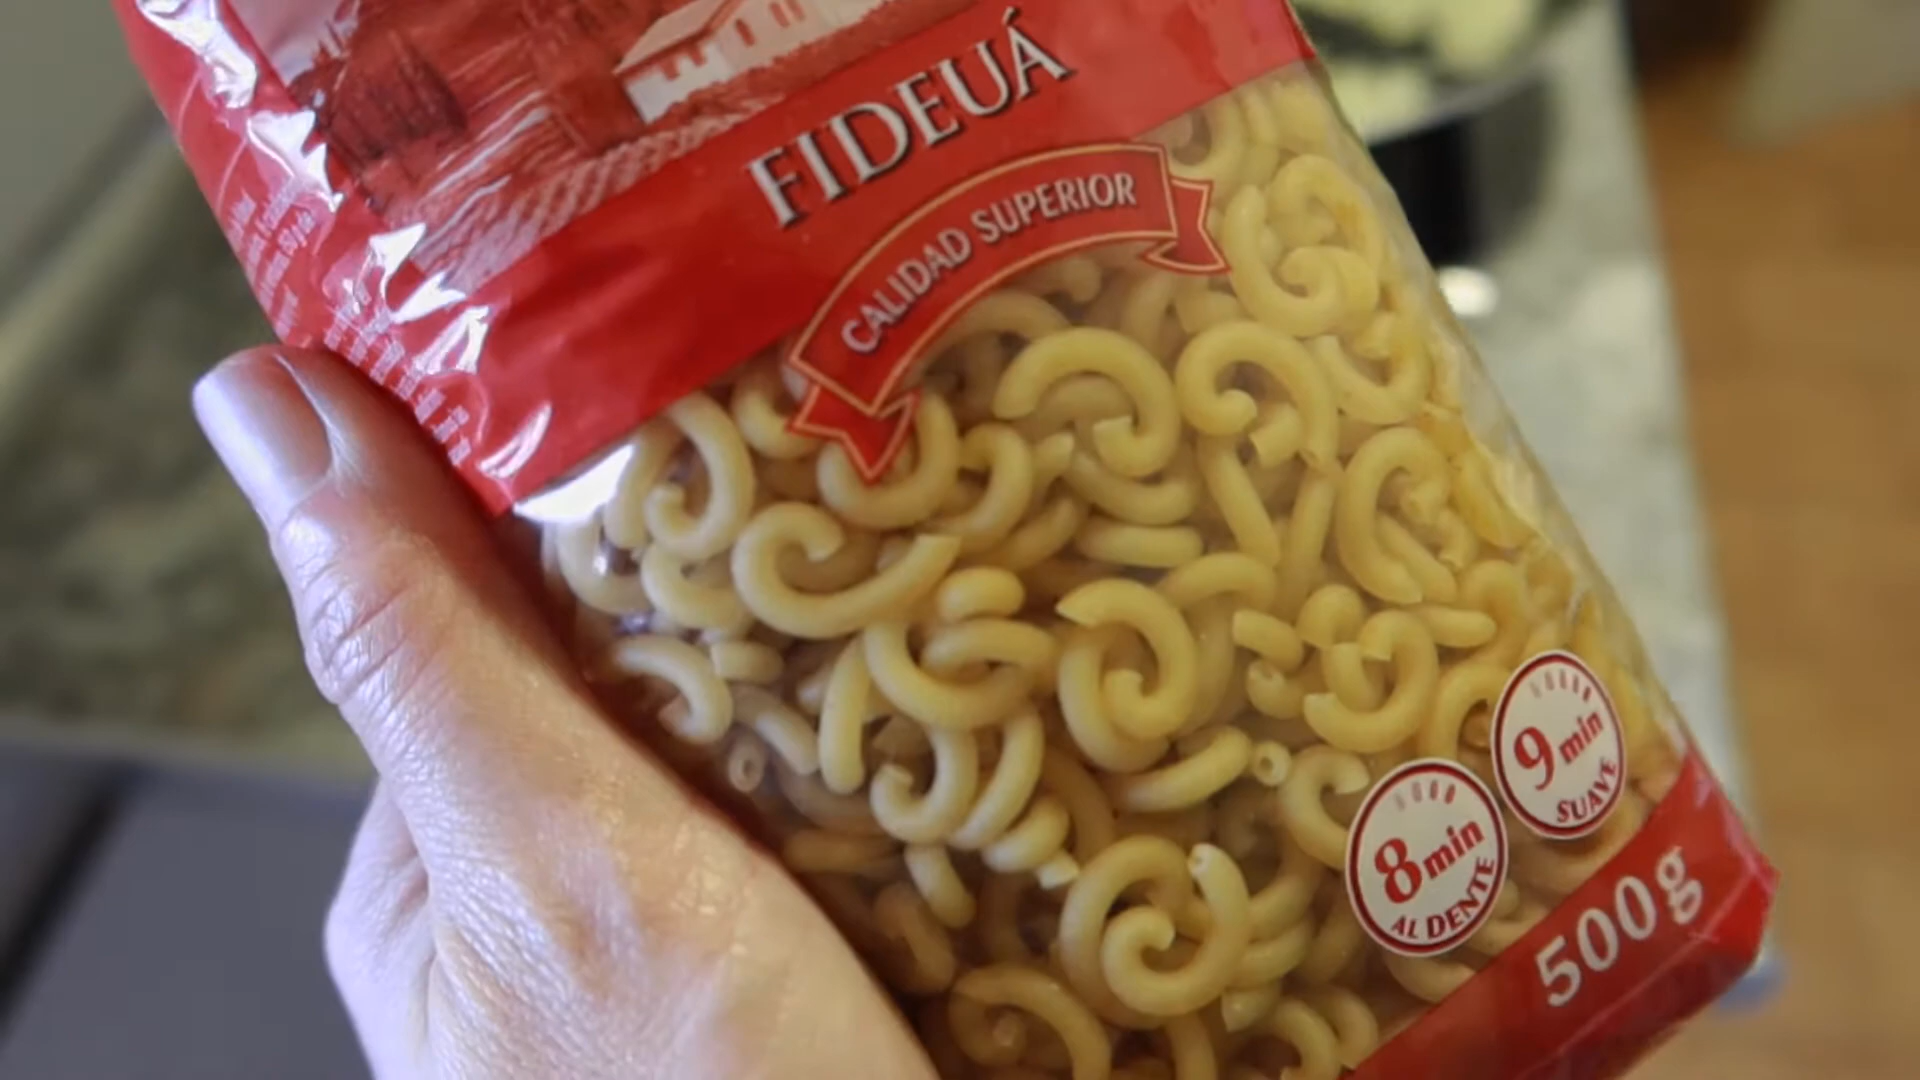 FIDEUÁ
CALIDAD SUPERIOR
9 min
SUAVE
8 min
AL DENTE
500g